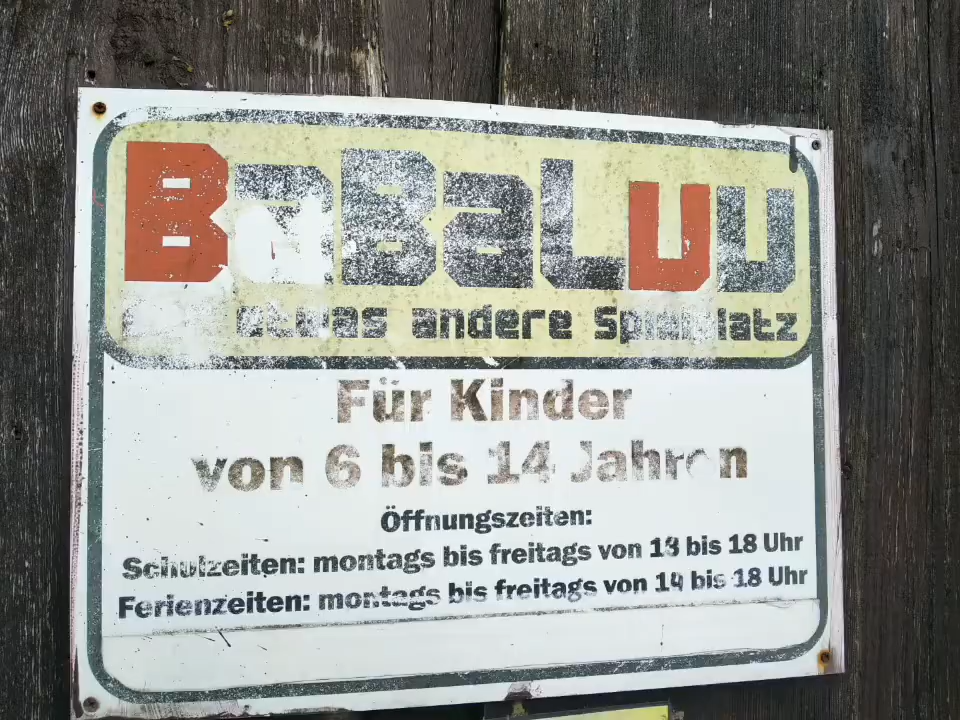 BaBaLuu
etwas andere Spielplatz
Für Kinder
von 6 bis 14 Jahren
Öffnungszeiten:
Schulzeiten: montags bis freitags von 13 bis 18 Uhr
Ferienzeiten: montags bis freitags von bis 18 Uhr